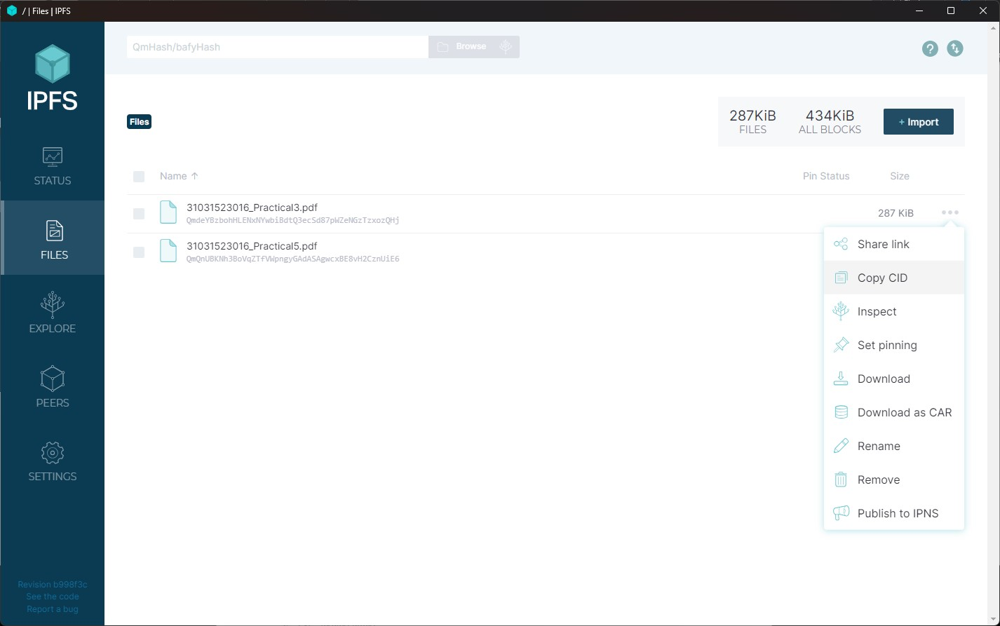 / | Files | IPFS
IPFS
STATUS
FILES
EXPLORE
PEERS
SETTINGS
Revision b998f3c
See the code
Report a bug
QmHash/bafyHash
Browse
?
Files
287KiB
FILES
434KiB
ALL BLOCKS
+ Import
Name ↑
Pin Status
Size
31031523016_Practical3.pdf
QmdeYBzbohHLENxNYwbiBdtQ3ecSd87pWZeNGzTzxozQHj
287 KiB
31031523016_Practical5.pdf
QmQnUBKNh3BoVqZTfVWpngyGAdASAgwcxBE8vH2CznUiE6
Share link
Copy CID
Inspect
Set pinning
Download
Download as CAR
Rename
Remove
Publish to IPNS